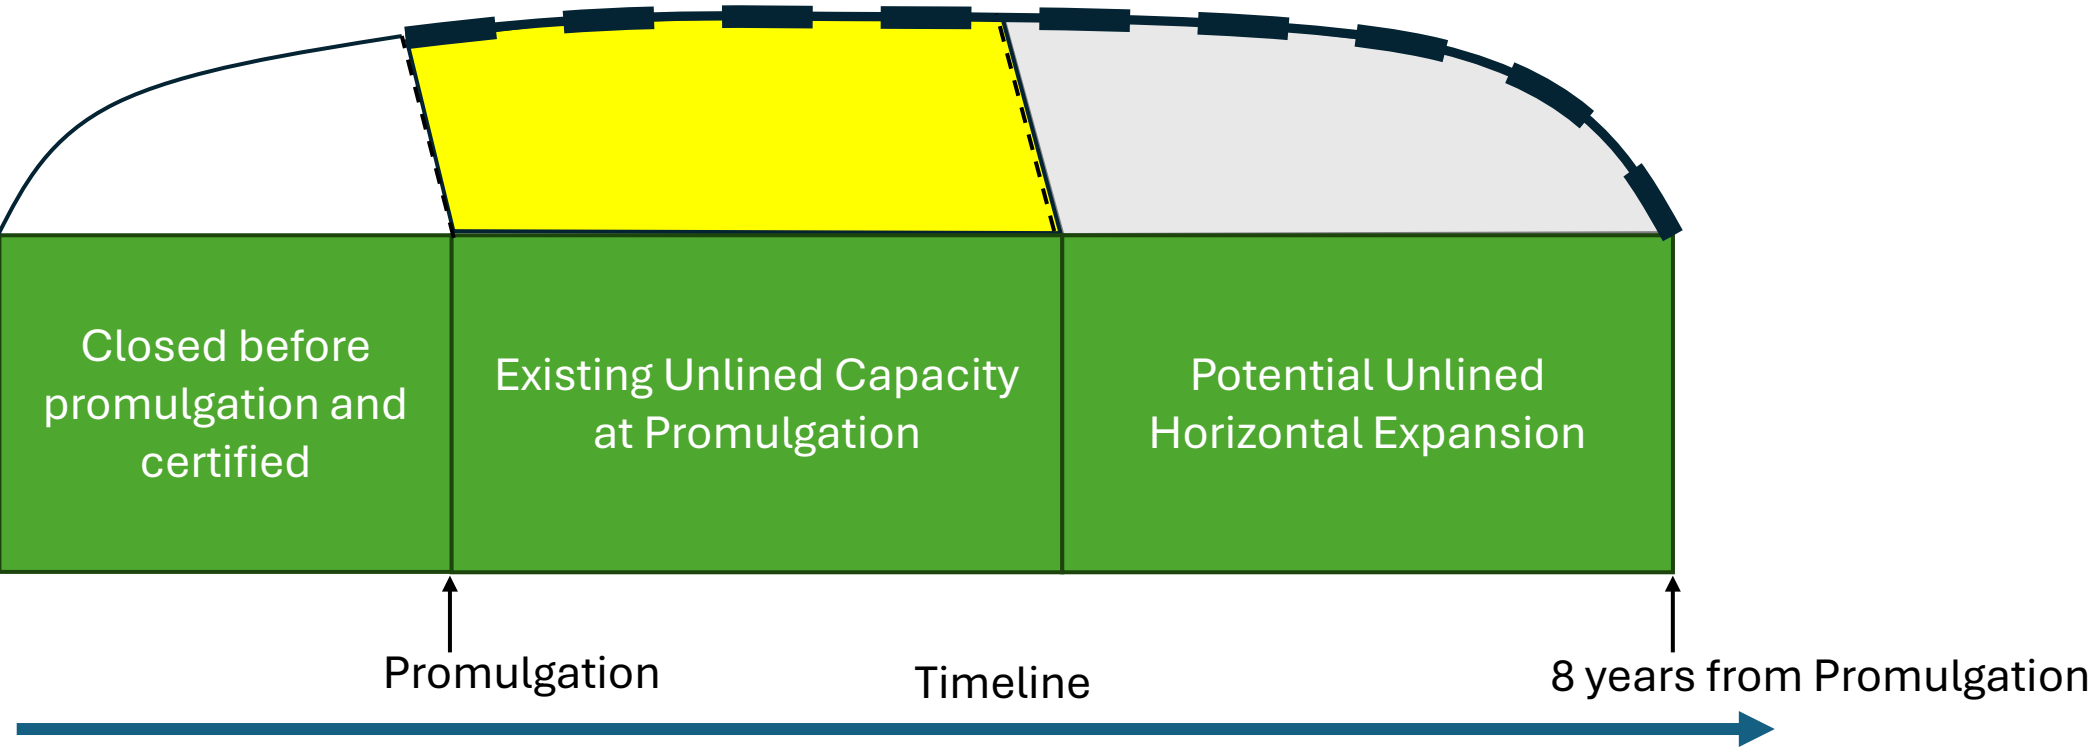 Closed before
promulgation and
certified
Existing Unlined Capacity
at Promulgation
Potential Unlined
Horizontal Expansion
Promulgation
Timeline
8 years from Promulgation